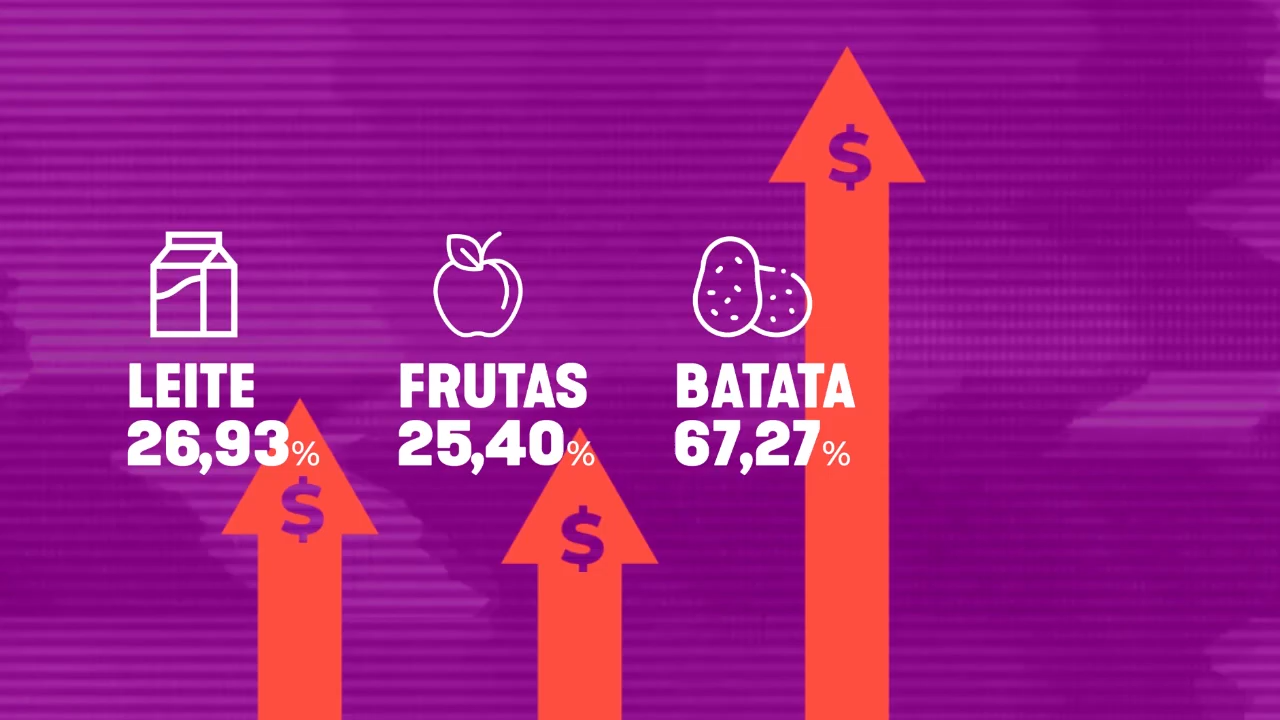 LEITE
26,93%
FRUTAS
25,40%
BATATA
67,27%
$
$
$